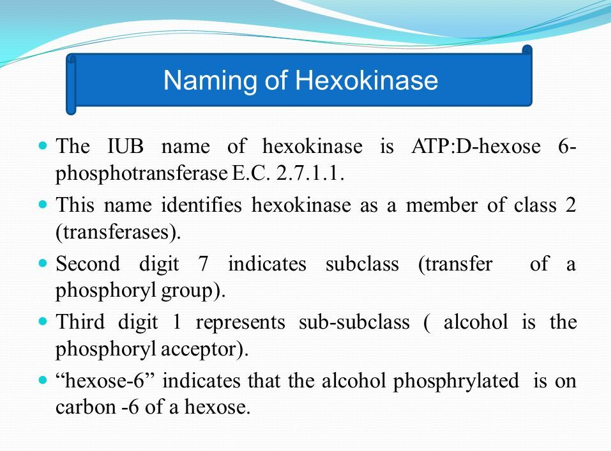 Naming of Hexokinase
The IUB name of hexokinase is ATP:D-hexose 6-
phosphotransferase E.C. 2.7.1.1.
This name identifies hexokinase as a member of class 2
(transferases).
Second digit 7 indicates subclass (transfer of a
phosphoryl group).
Third digit 1 represents sub-subclass ( alcohol is the
phosphoryl acceptor).
“hexose-6” indicates that the alcohol phosphrylated is on
carbon -6 of a hexose.